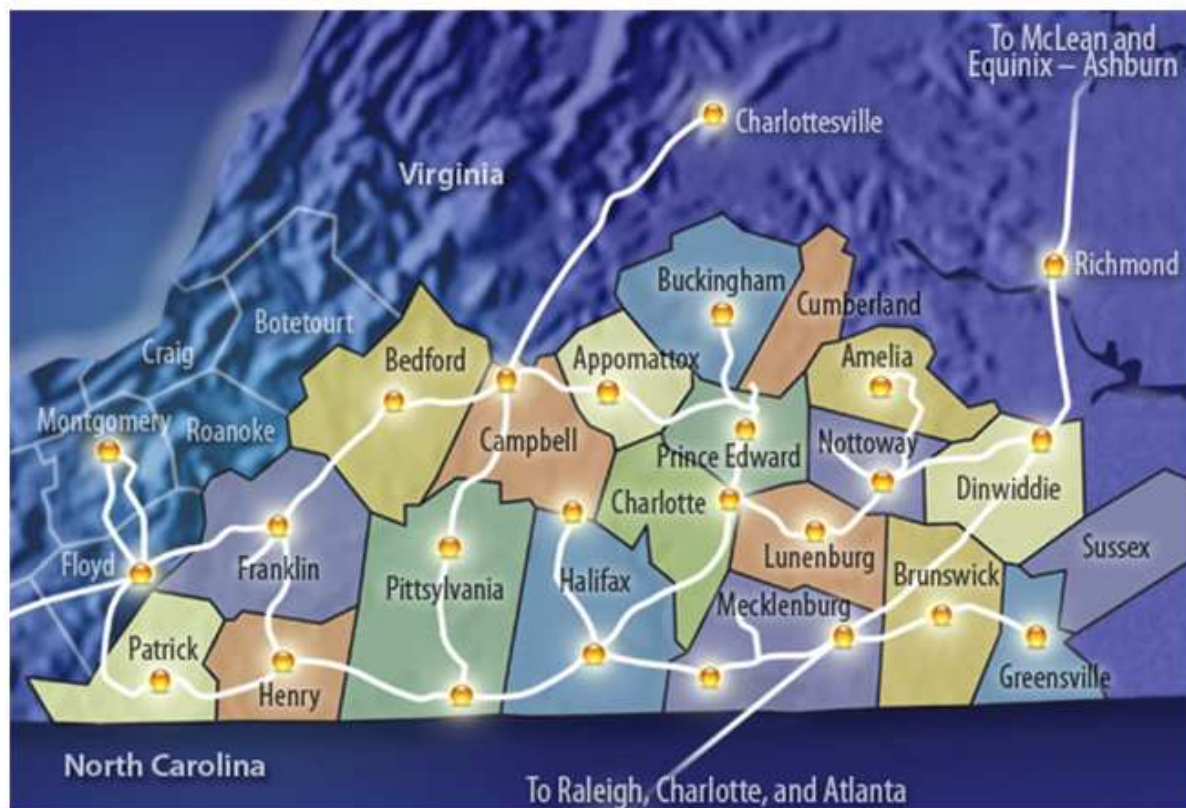 To McLean and
Equinix – Ashburn
Charlottesville
Virginia
Richmond
Buckingham
Cumberland
Botetourt
Craig
Bedford
Appomattox
Amelia
Montgomery
Roanoke
Campbell
Prince Edward
Nottoway
Dinwiddie
Charlotte
Floyd
Franklin
Pittsylvania
Halifax
Lunenburg
Brunswick
Sussex
Mecklenburg
Patrick
Henry
Greensville
North Carolina
To Raleigh, Charlotte, and Atlanta